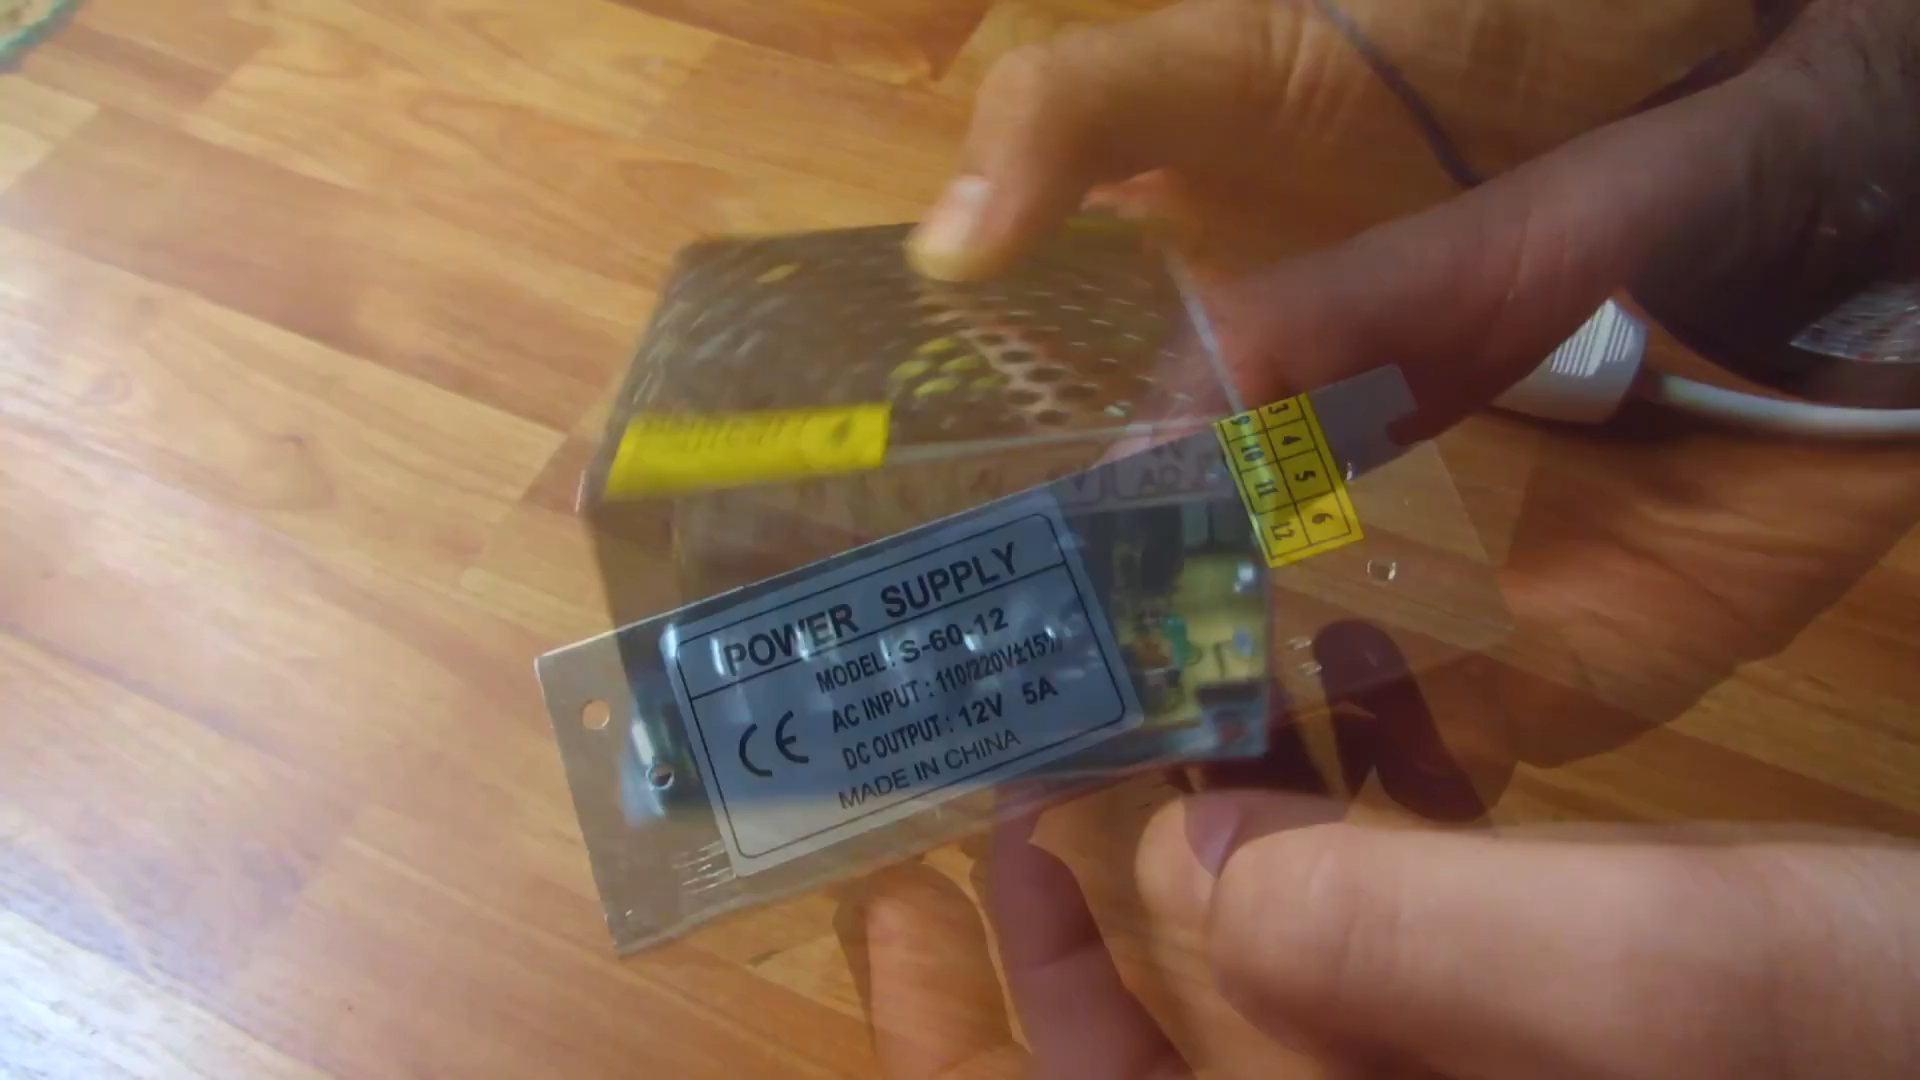 POWER SUPPLY
MODEL: S-60-12
AC INPUT : 110/220V±15%
DC OUTPUT : 12V 5A
CE
MADE IN CHINA
3 4 5 6
9 10 11 12